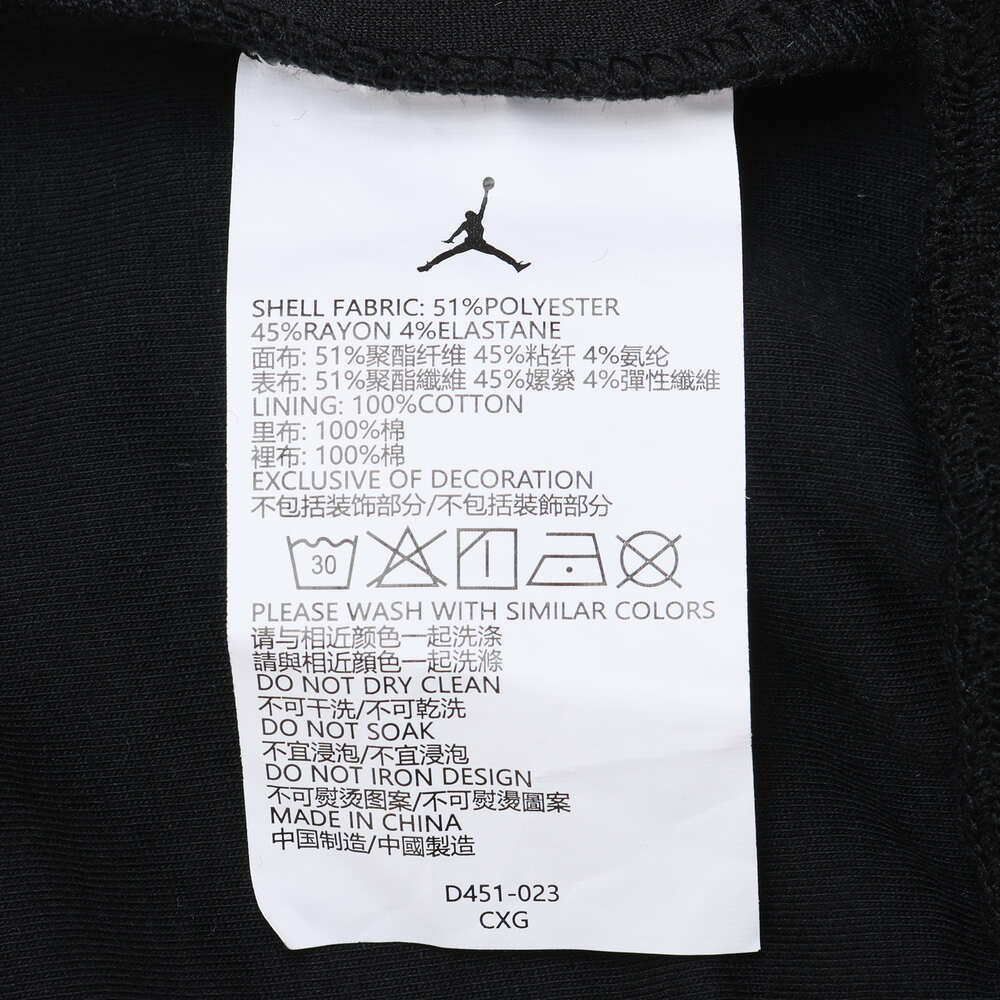 SHELL FABRIC: 51%POLYESTER
45%RAYON 4%ELASTANE
面布: 51%聚酯纤维 45%粘纤 4%氨纶
表布: 51%聚酯纖維 45%嫘縈 4%彈性纖維
LINING: 100%COTTON
里布: 100%棉
裡布: 100%棉
EXCLUSIVE OF DECORATION
不包括装饰部分/不包括裝飾部分
30
PLEASE WASH WITH SIMILAR COLORS
请与相近颜色一起洗涤
請與相近顏色一起洗滌
DO NOT DRY CLEAN
不可干洗/不可乾洗
DO NOT SOAK
不宜浸泡/不宜浸泡
DO NOT IRON DESIGN
不可熨烫图案/不可熨燙圖案
MADE IN CHINA
中国制造/中國製造
D451-023
CXG